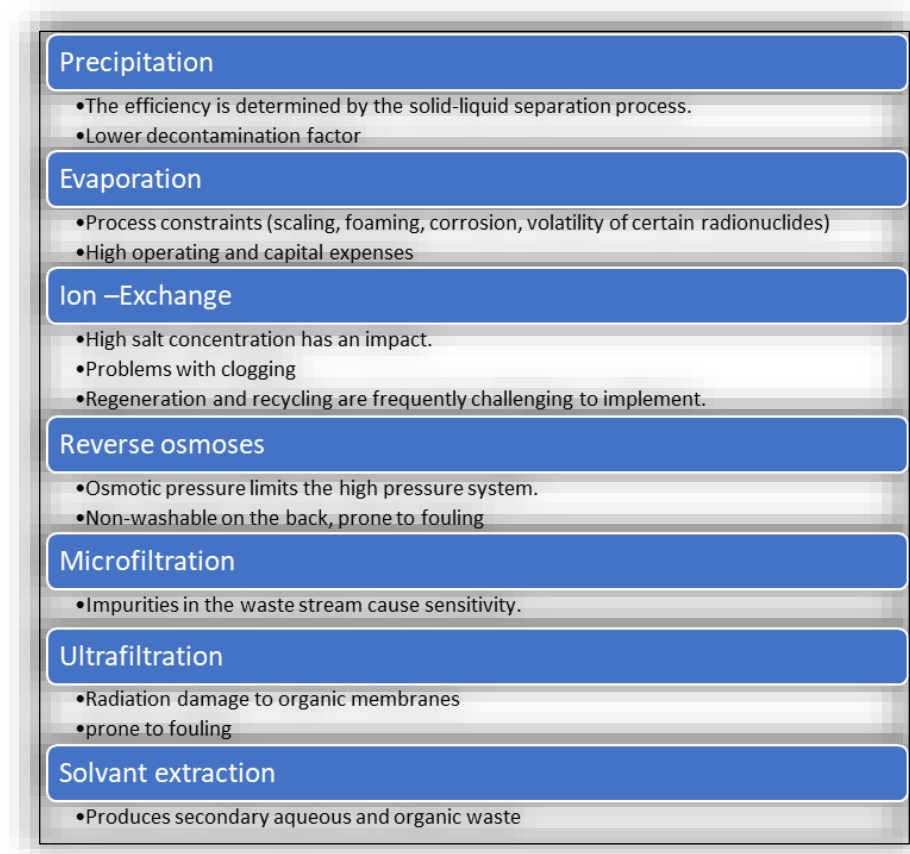 Precipitation
•The efficiency is determined by the solid-liquid separation process.
•Lower decontamination factor
Evaporation
•Process constraints (scaling, foaming, corrosion, volatility of certain radionuclides)
•High operating and capital expenses
Ion –Exchange
•High salt concentration has an impact.
•Problems with clogging
•Regeneration and recycling are frequently challenging to implement.
Reverse osmoses
•Osmotic pressure limits the high pressure system.
•Non-washable on the back, prone to fouling
Microfiltration
•Impurities in the waste stream cause sensitivity.
Ultrafiltration
•Radiation damage to organic membranes
•prone to fouling
Solvant extraction
•Produces secondary aqueous and organic waste